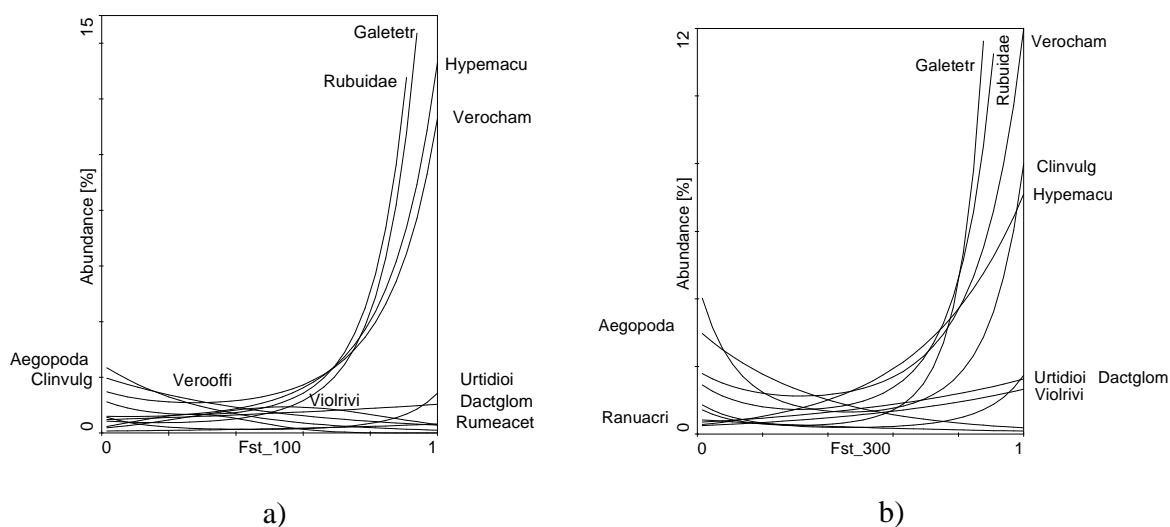 15
Galetetr
Hypemacu
Rubuidae
Verocham
Abundance [%]
Aegopoda
Clinvulg
Verooffi
Urtidioi
Violrivi
Dactglom
Rumeacet
0
0
Fst_100
1
a)
12
Verocham
Galetetr
Rubuidae
Clinvulg
Hypemacu
Abundance [%]
Aegopoda
Urtidioi Dactglom
Violrivi
Ranuacri
0
0
Fst_300
1
b)